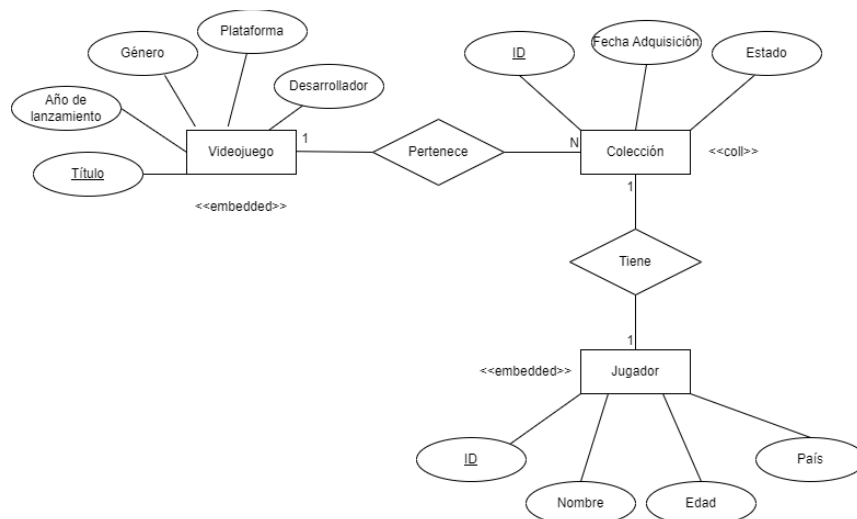 Plataforma
Género
Desarrollador
Año de
lanzamiento
Título
Videojuego
1
<<embedded>>
Pertenece
N
ID
Fecha Adquisición
Estado
Colección
<<coll>>
1
Tiene
1
<<embedded>>
Jugador
ID
Nombre
Edad
País